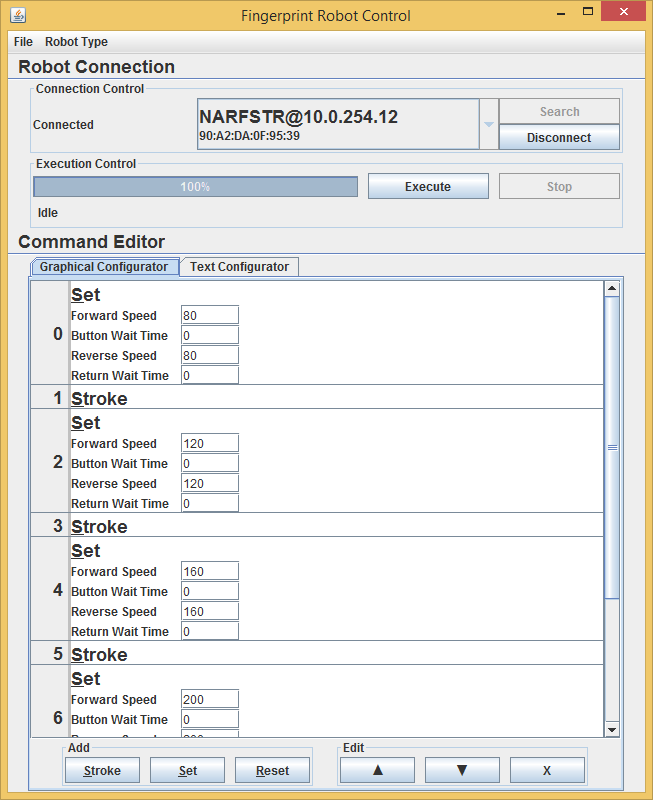 Fingerprint Robot Control
File Robot Type
Robot Connection
Connection Control
Connected
NARFSTR@10.0.254.12
90:A2:DA:0F:95:39
Search
Disconnect
Execution Control
100%
Execute
Stop
Idle
Command Editor
Graphical Configurator
Text Configurator
0
Set
Forward Speed 80
Button Wait Time 0
Reverse Speed 80
Return Wait Time 0
1 Stroke
2
Set
Forward Speed 120
Button Wait Time 0
Reverse Speed 120
Return Wait Time 0
3 Stroke
4
Set
Forward Speed 160
Button Wait Time 0
Reverse Speed 160
Return Wait Time 0
5 Stroke
6
Set
Forward Speed 200
Button Wait Time 0
Add
Stroke Set Reset
Edit
▲ ▼ X